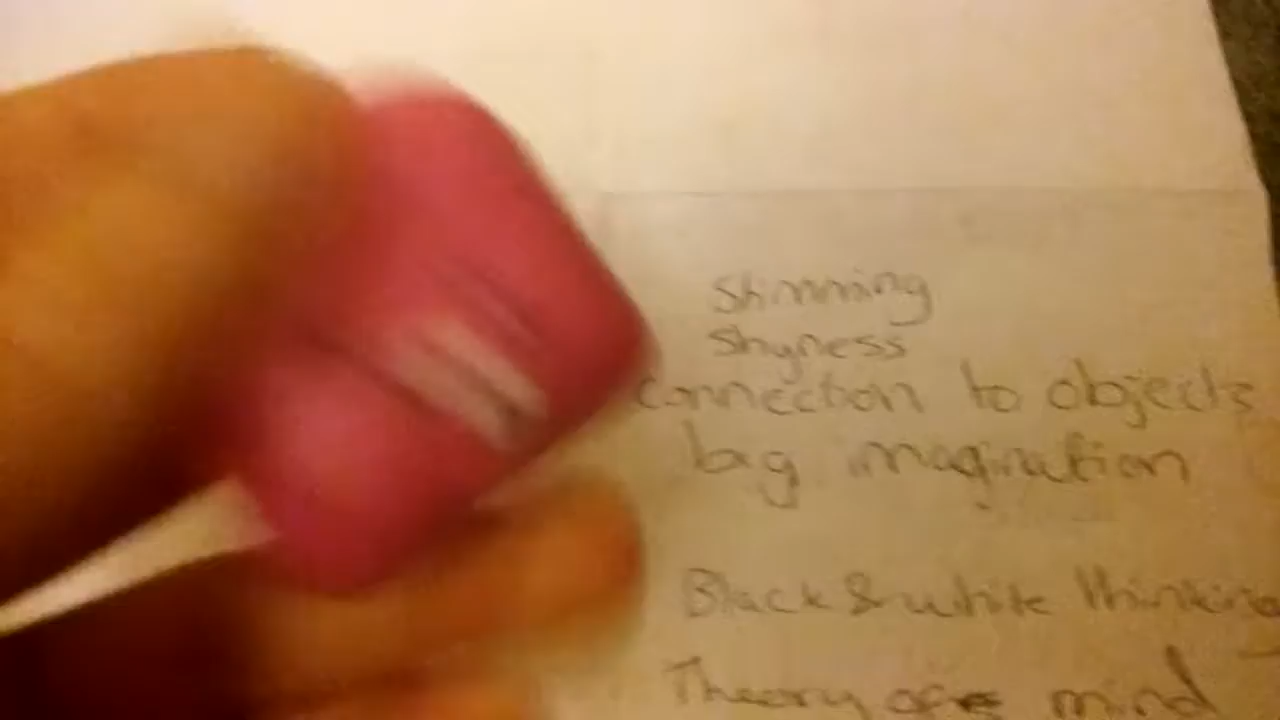 Stimming
Shyness
Connection to objects
big imagination
Black & white thinking
Theory of mind